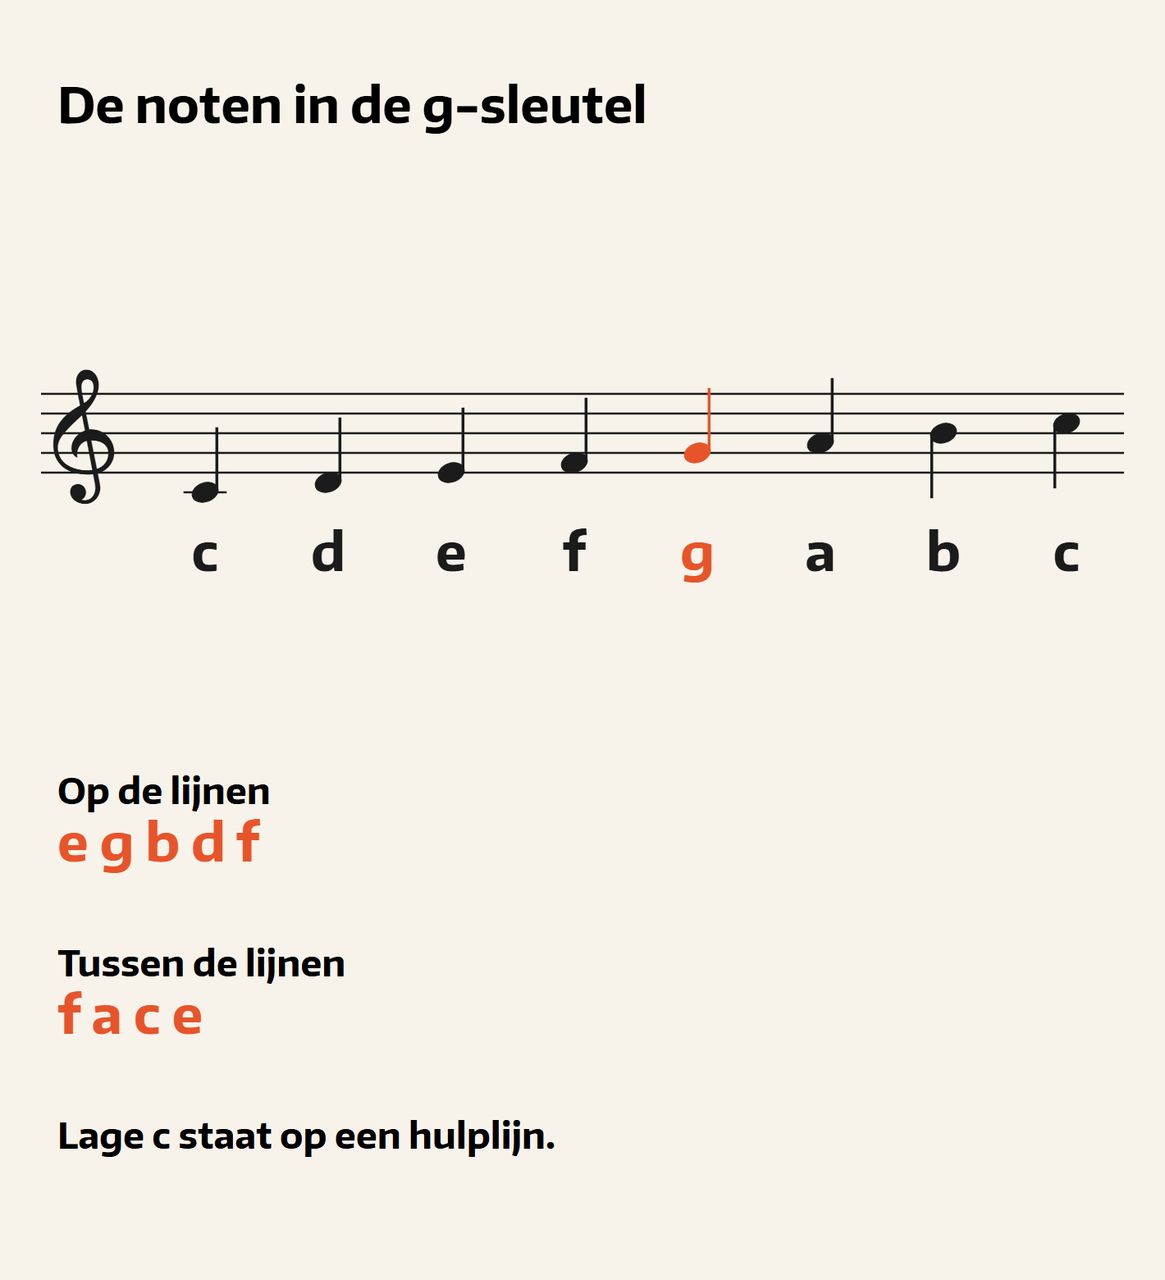 De noten in de g-sleutel
c d e f g a b c
Op de lijnen
e g b d f
Tussen de lijnen
f a c e
Lage c staat op een hulplijn.